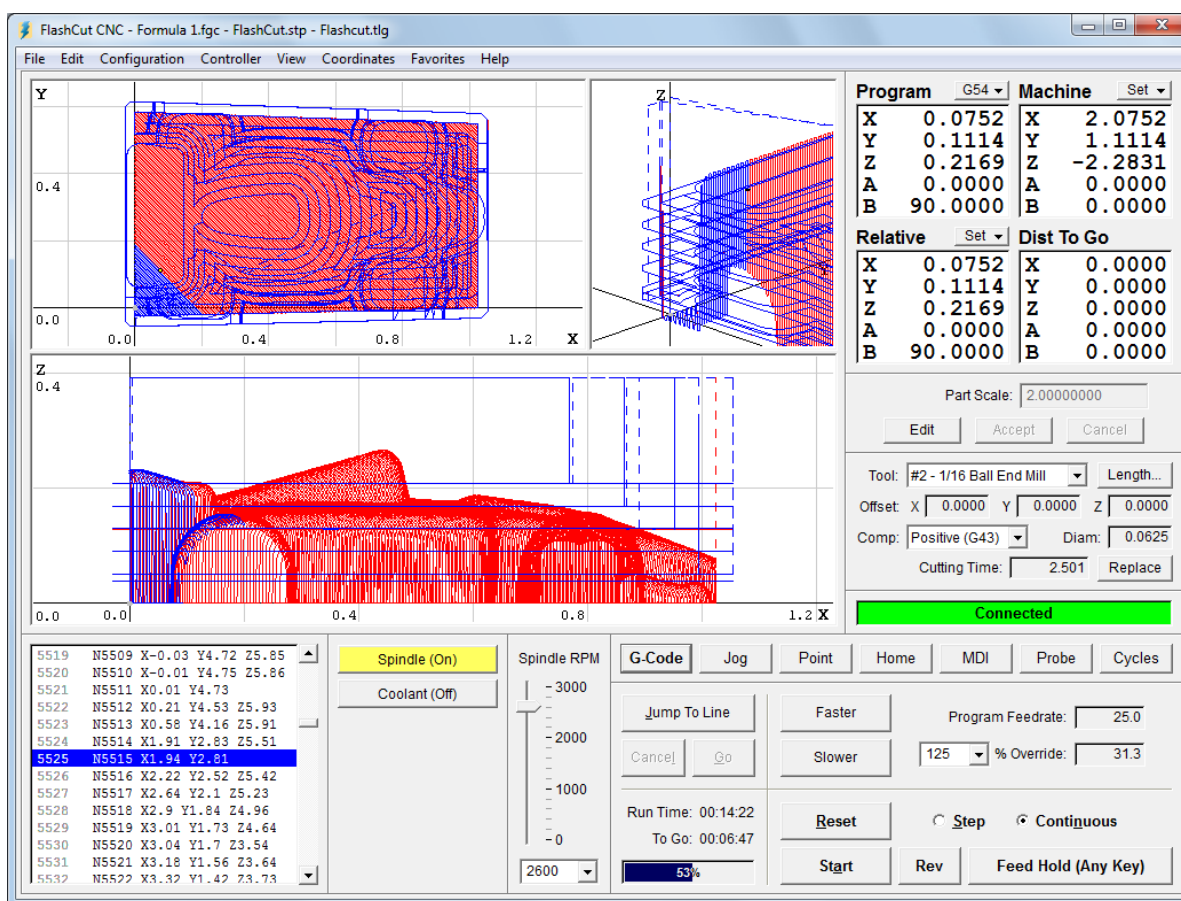 FlashCut CNC - Formula 1.fgc - FlashCut.stp - Flashcut.tlg
File Edit Configuration Controller View Coordinates Favorites Help
Y
0.4
0.0
0.0 0.4 0.8 1.2 X
Z
Y
Z
0.4
0.0 0.0 0.4 0.8 1.2 X
Program G54 Machine Set
X 0.0752 X 2.0752
Y 0.1114 Y 1.1114
Z 0.2169 Z -2.2831
A 0.0000 A 0.0000
B 90.0000 B 0.0000
Relative Set Dist To Go
X 0.0752 X 0.0000
Y 0.1114 Y 0.0000
Z 0.2169 Z 0.0000
A 0.0000 A 0.0000
B 90.0000 B 0.0000
Part Scale: 2.00000000
Edit Accept Cancel
Tool: #2 - 1/16 Ball End Mill Length...
Offset: X 0.0000 Y 0.0000 Z 0.0000
Comp: Positive (G43) Diam: 0.0625
Cutting Time: 2.501 Replace
Connected
5519 N5509 X-0.03 Y4.72 Z5.85
5520 N5510 X-0.01 Y4.75 Z5.86
5521 N5511 X0.01 Y4.73
5522 N5512 X0.21 Y4.53 Z5.93
5523 N5513 X0.58 Y4.16 Z5.91
5524 N5514 X1.91 Y2.83 Z5.51
5525 N5515 X1.94 Y2.81
5526 N5516 X2.22 Y2.52 Z5.42
5527 N5517 X2.64 Y2.1 Z5.23
5528 N5518 X2.9 Y1.84 Z4.96
5529 N5519 X3.01 Y1.73 Z4.64
5530 N5520 X3.04 Y1.7 Z3.54
5531 N5521 X3.18 Y1.56 Z3.64
5532 N5522 X3.32 Y1.42 Z3.73
Spindle (On)
Coolant (Off)
Spindle RPM
3000
2000
1000
0
2600
G-Code Jog Point Home MDI Probe Cycles
Jump To Line Faster Program Feedrate: 25.0
Cancel Go Slower 125 % Override: 31.3
Run Time: 00:14:22
To Go: 00:06:47
53%
Reset Step Continuous
Start Rev Feed Hold (Any Key)